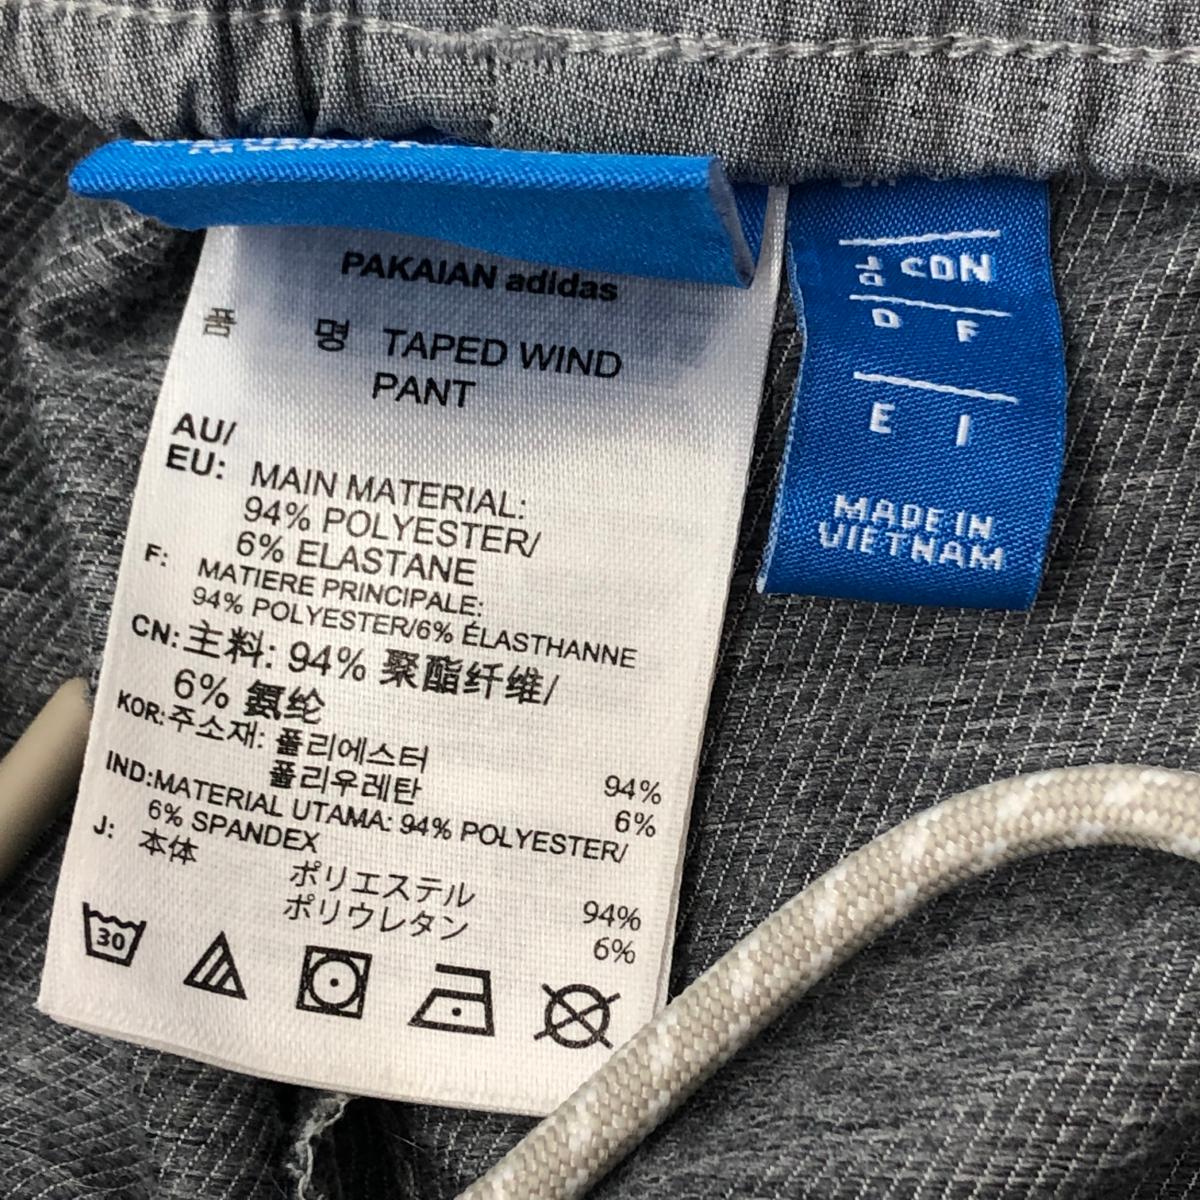 PAKAIAN adidas
품 명 TAPED WIND
PANT
AU/
EU: MAIN MATERIAL:
94% POLYESTER/
6% ELASTANE
F: MATIERE PRINCIPALE:
94% POLYESTER/6% ÉLASTHANNE
CN: 主料: 94% 聚酯纤维/
6% 氨纶
KOR: 주소재: 폴리에스터 94%
폴리우레탄 6%
IND: MATERIAL UTAMA: 94% POLYESTER/
6% SPANDEX
J: 本体 ポリエステル 94%
ポリウレタン 6%
30
J/O CDN
D F
E I
MADE IN
VIETNAM